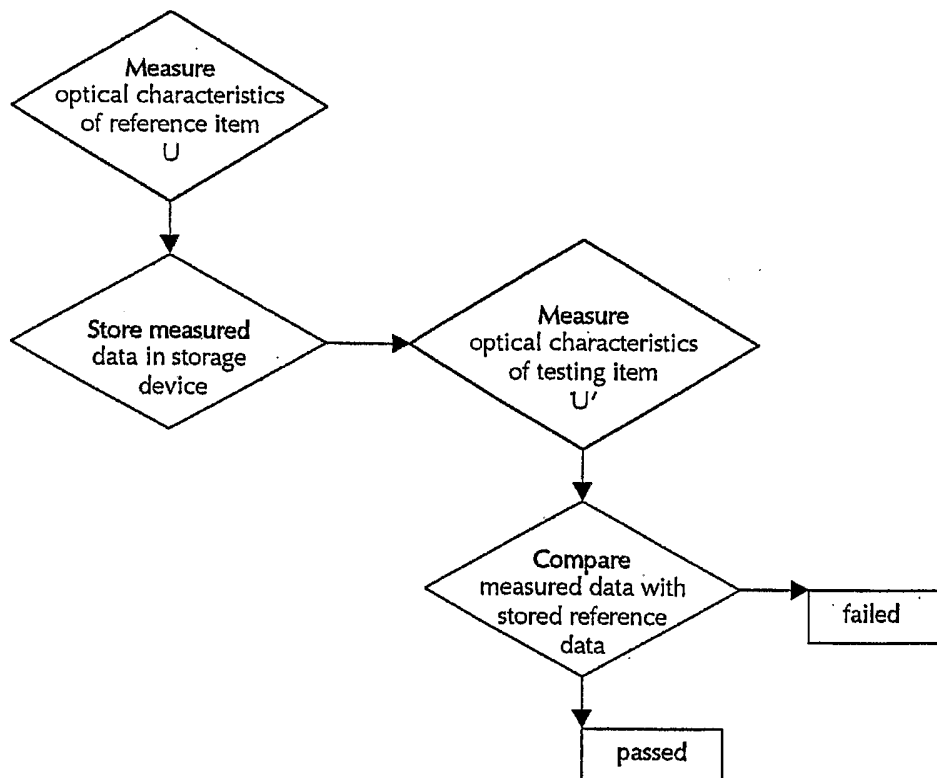 Measure
optical characteristics
of reference item
U
Store measured
data in storage
device
Measure
optical characteristics
of testing item
U'
Compare
measured data with
stored reference
data
failed
passed